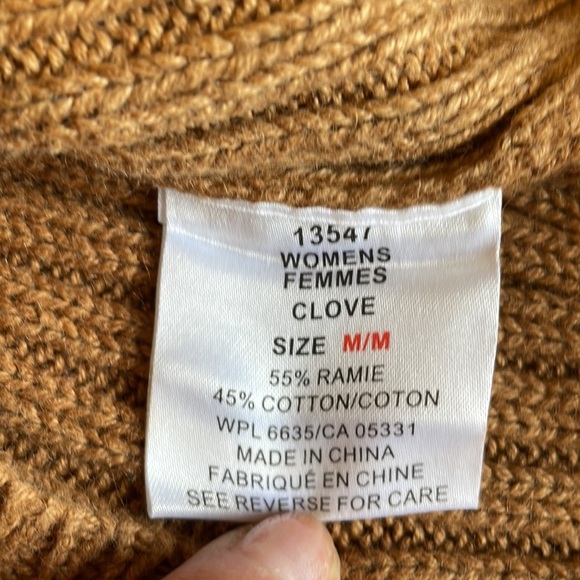 13547
WOMENS
FEMMES
CLOVE
SIZE M/M
55% RAMIE
45% COTTON/COTON
WPL 6635/CA 05331
MADE IN CHINA
FABRIQUÉ EN CHINE
SEE REVERSE FOR CARE